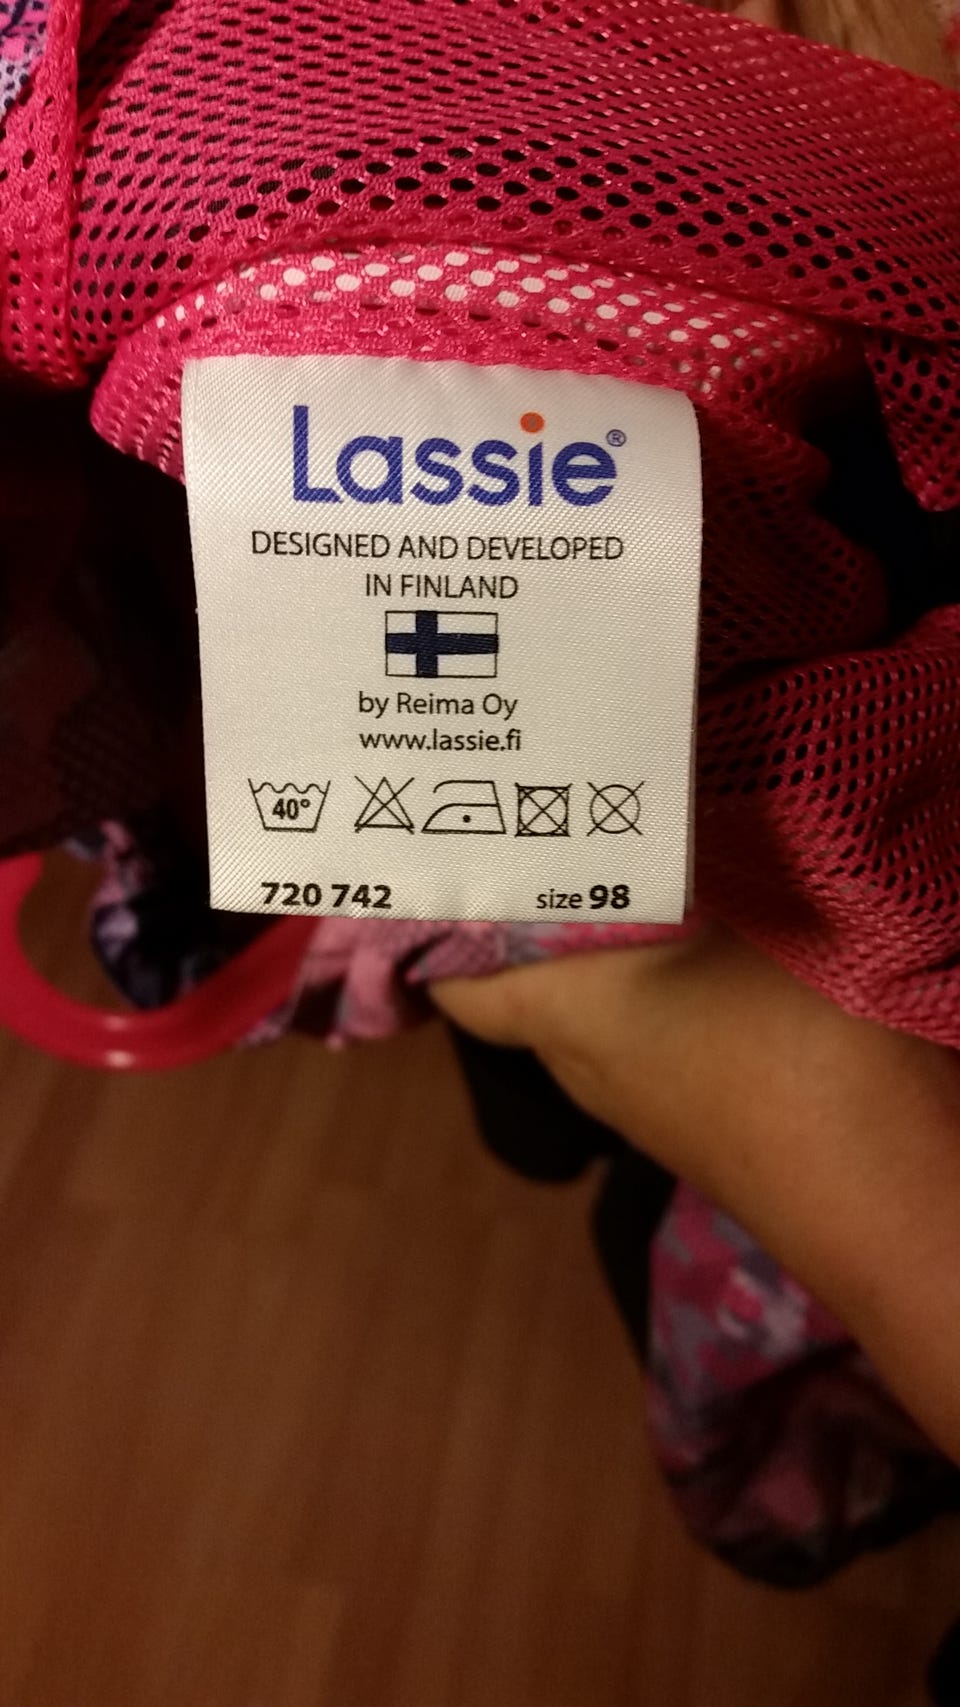 Lassie®
DESIGNED AND DEVELOPED
IN FINLAND
by Reima Oy
www.lassie.fi
40°
720 742 size 98